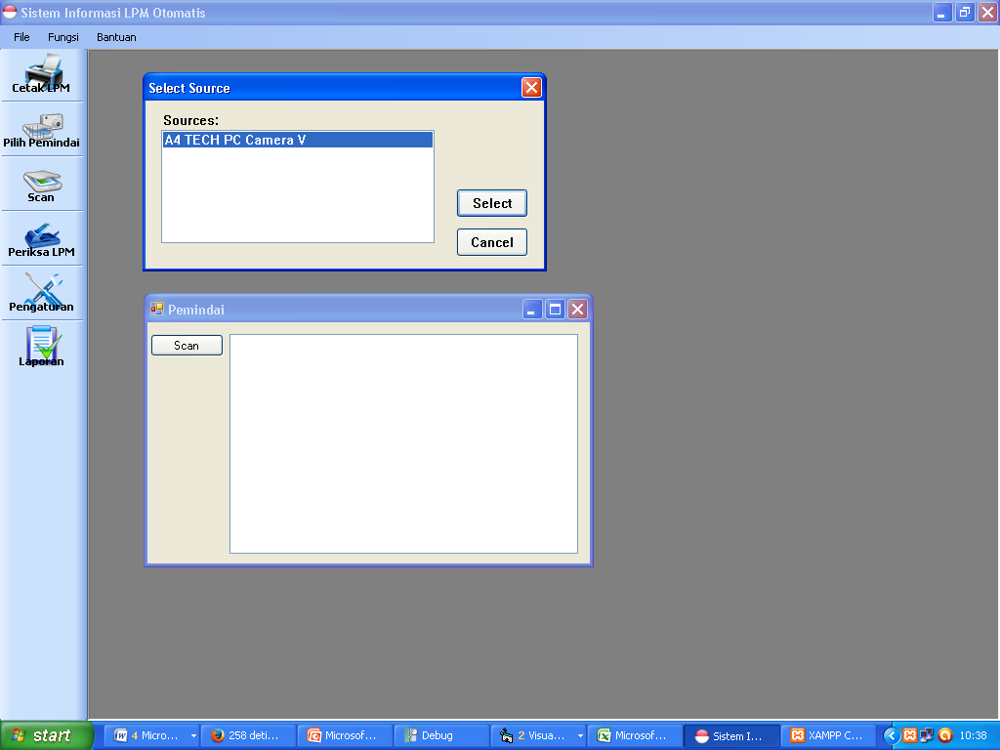 Sistem Informasi LPM Otomatis
File Fungsi Bantuan
Cetak LPM
Pilih Pemindai
Scan
Periksa LPM
Pengaturan
Laporan
Select Source
Sources:
A4 TECH PC Camera V
Select
Cancel
Pemindai
Scan
start
4 Micro...
258 deti...
Microsof...
Debug
2 Visua...
Microsof...
Sistem I...
XAMPP C...
10:38